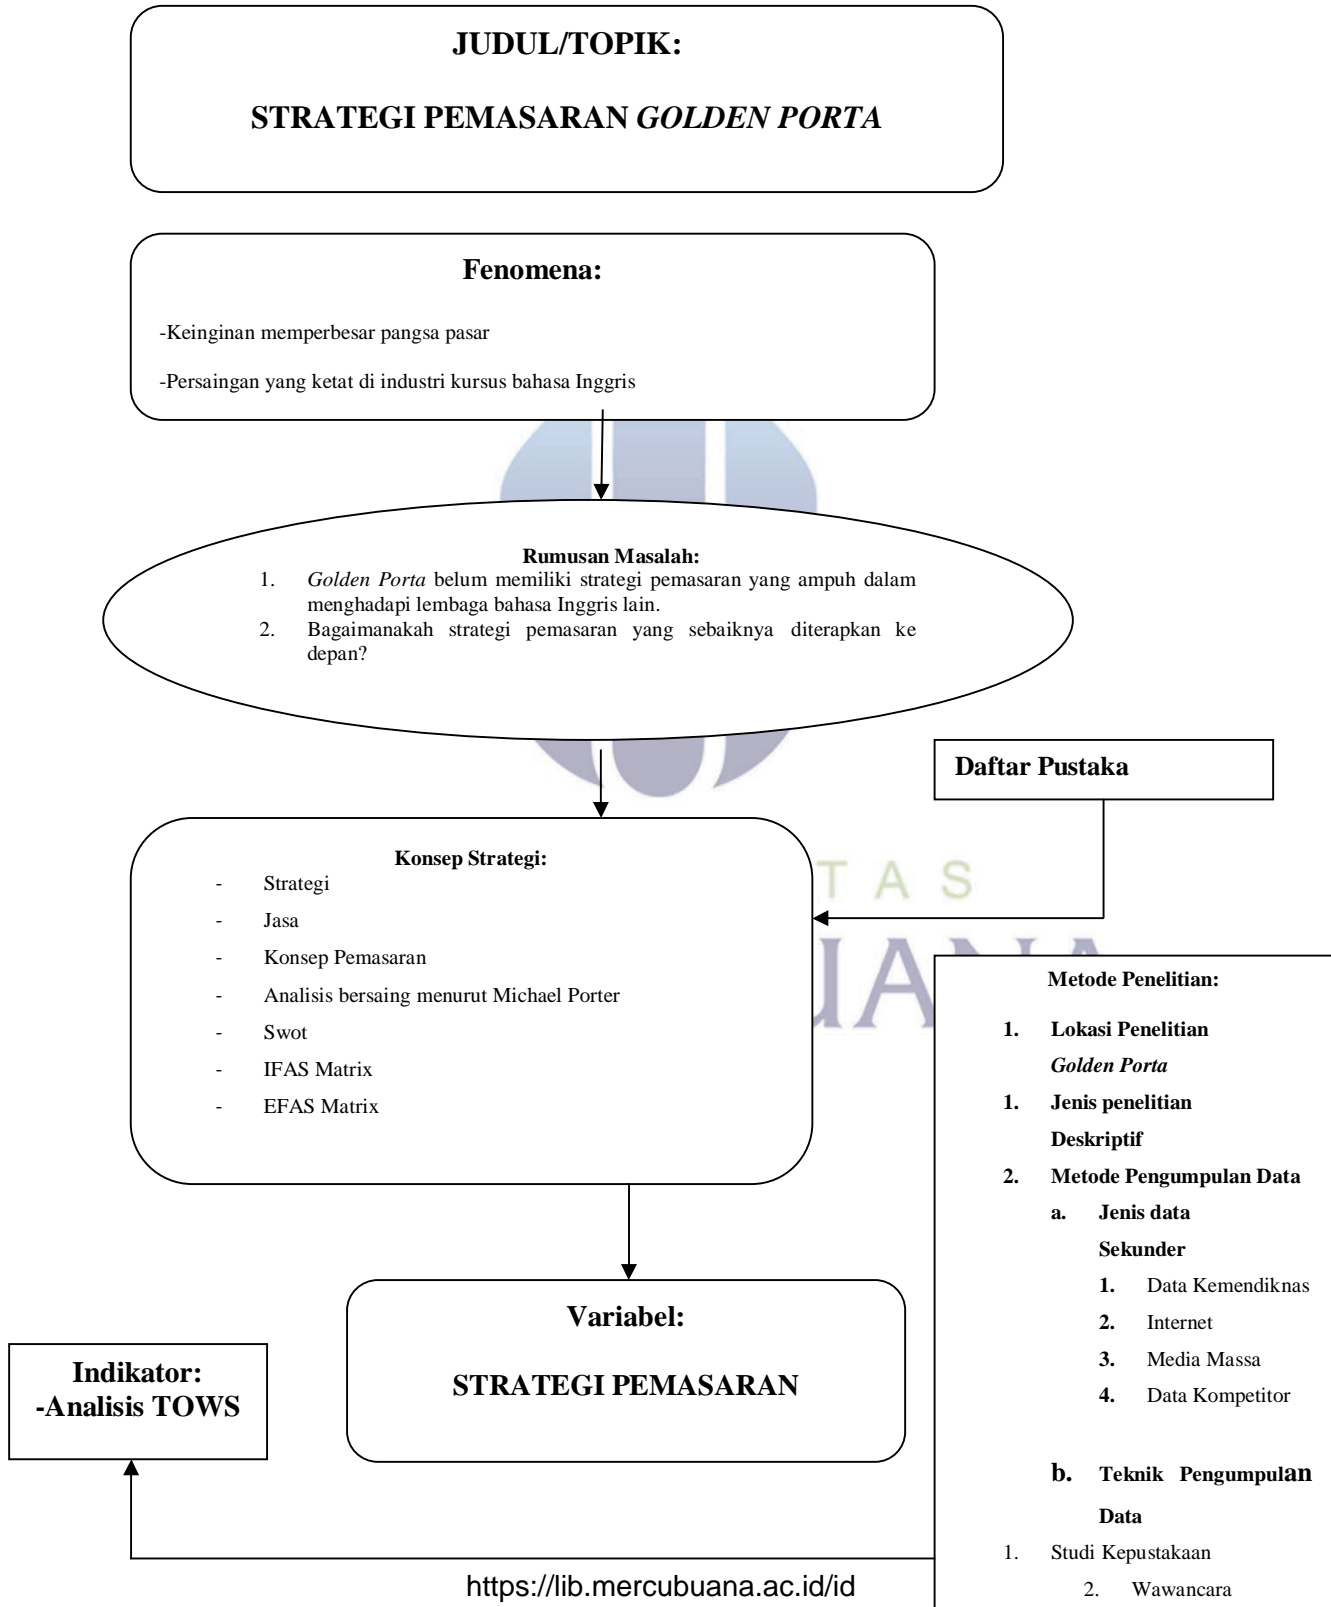 JUDUL/TOPIK:
STRATEGI PEMASARAN GOLDEN PORTA
Fenomena:
-Keinginan memperbesar pangsa pasar
-Persaingan yang ketat di industri kursus bahasa Inggris
Rumusan Masalah:
1. Golden Porta belum memiliki strategi pemasaran yang ampuh dalam
menghadapi lembaga bahasa Inggris lain.
2. Bagaimanakah strategi pemasaran yang sebaiknya diterapkan ke
depan?
Daftar Pustaka
Konsep Strategi:
- Strategi
- Jasa
- Konsep Pemasaran
- Analisis bersaing menurut Michael Porter
- Swot
- IFAS Matrix
- EFAS Matrix
TAS
UANA
Metode Penelitian:
1. Lokasi Penelitian
Golden Porta
1. Jenis penelitian
Deskriptif
2. Metode Pengumpulan Data
a. Jenis data
Sekunder
1. Data Kemendiknas
2. Internet
3. Media Massa
4. Data Kompetitor
b. Teknik Pengumpulan
Data
1. Studi Kepustakaan
2. Wawancara
Variabel:
STRATEGI PEMASARAN
Indikator:
-Analisis TOWS
https://lib.mercubuana.ac.id/id